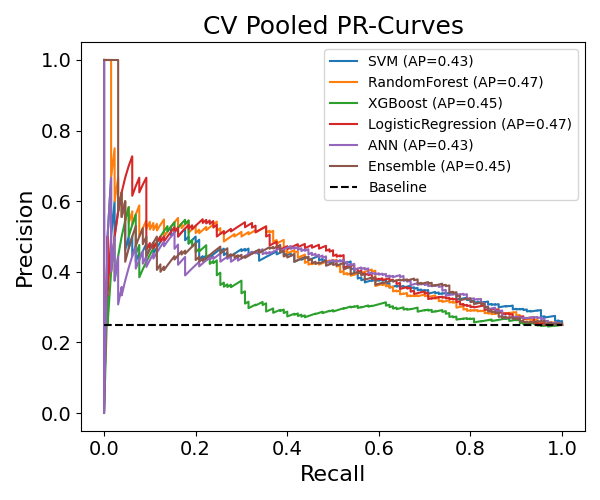 CV Pooled PR-Curves
SVM (AP=0.43)
RandomForest (AP=0.47)
XGBoost (AP=0.45)
LogisticRegression (AP=0.47)
ANN (AP=0.43)
Ensemble (AP=0.45)
Baseline
Precision
1.0
0.8
0.6
0.4
0.2
0.0
0.0 0.2 0.4 0.6 0.8 1.0
Recall